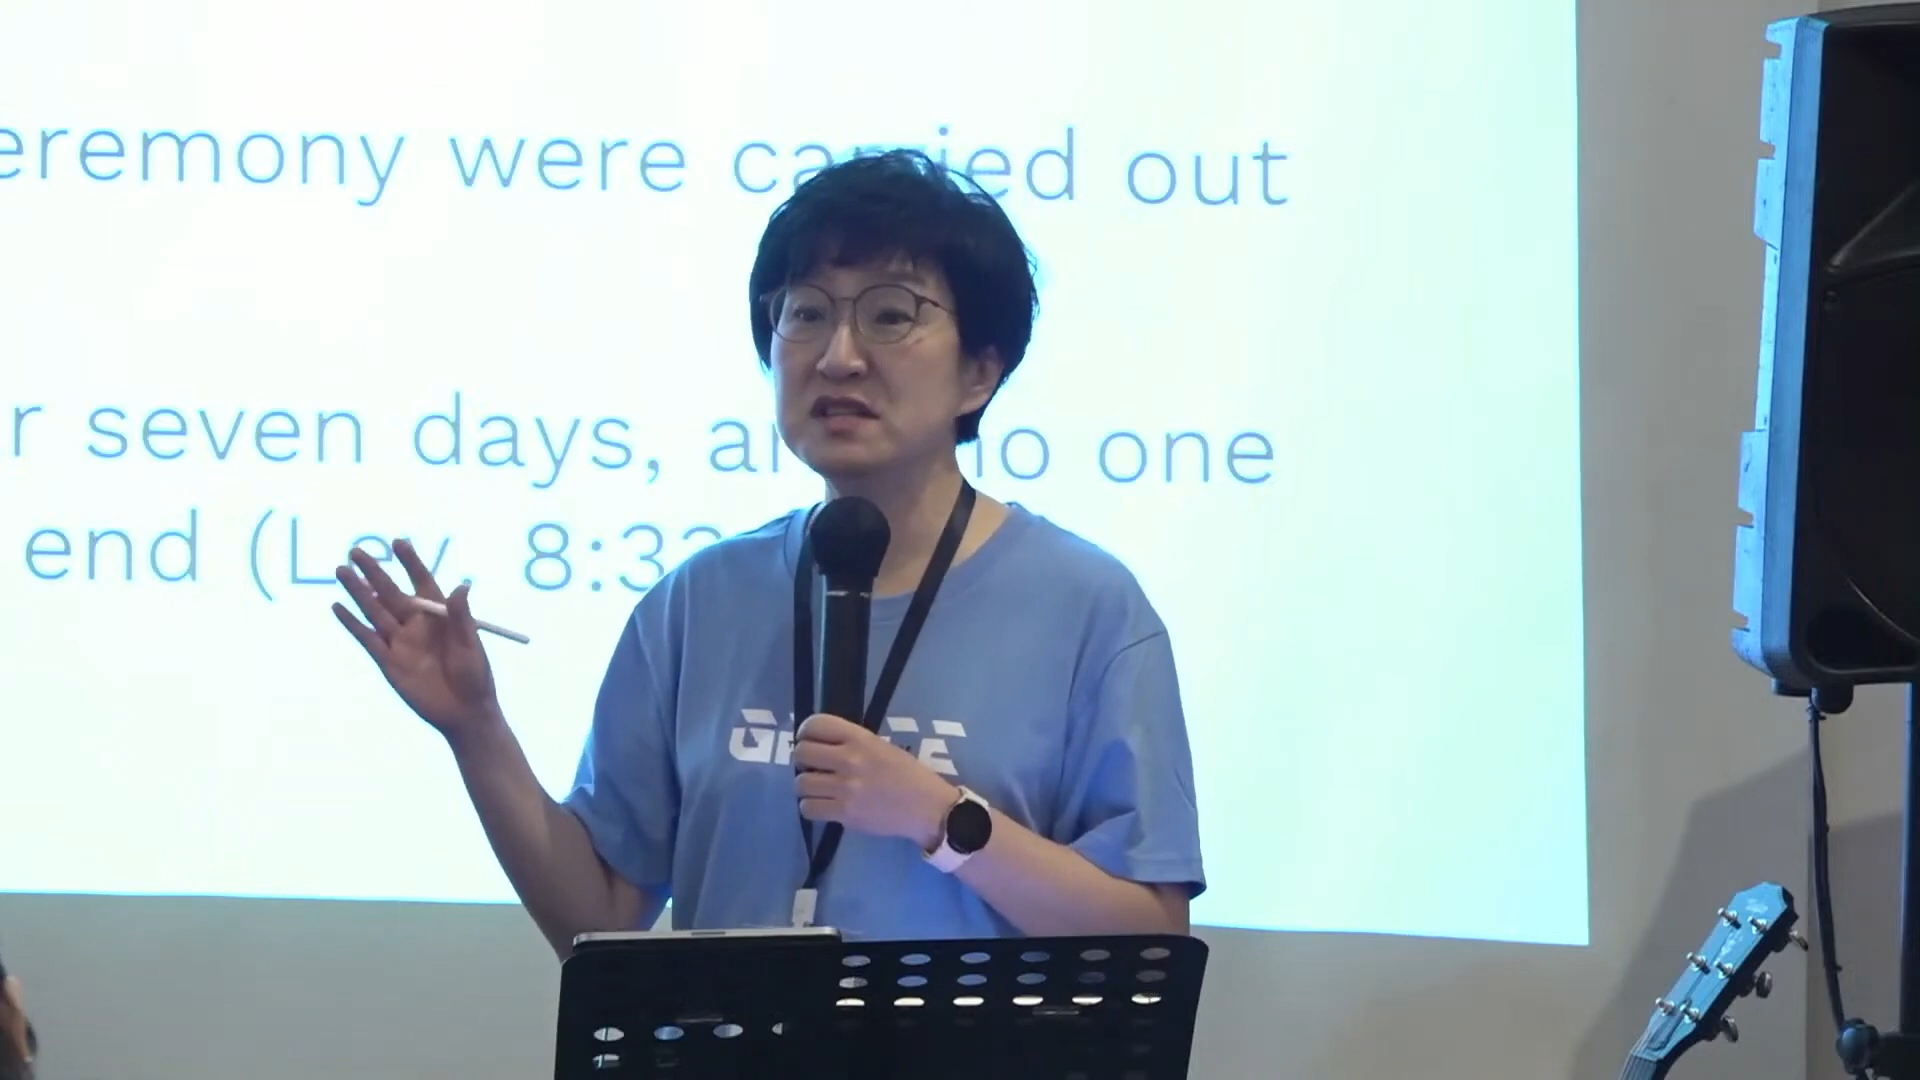 eremony were carried out
r seven days, and no one
end (Lev. 8:33